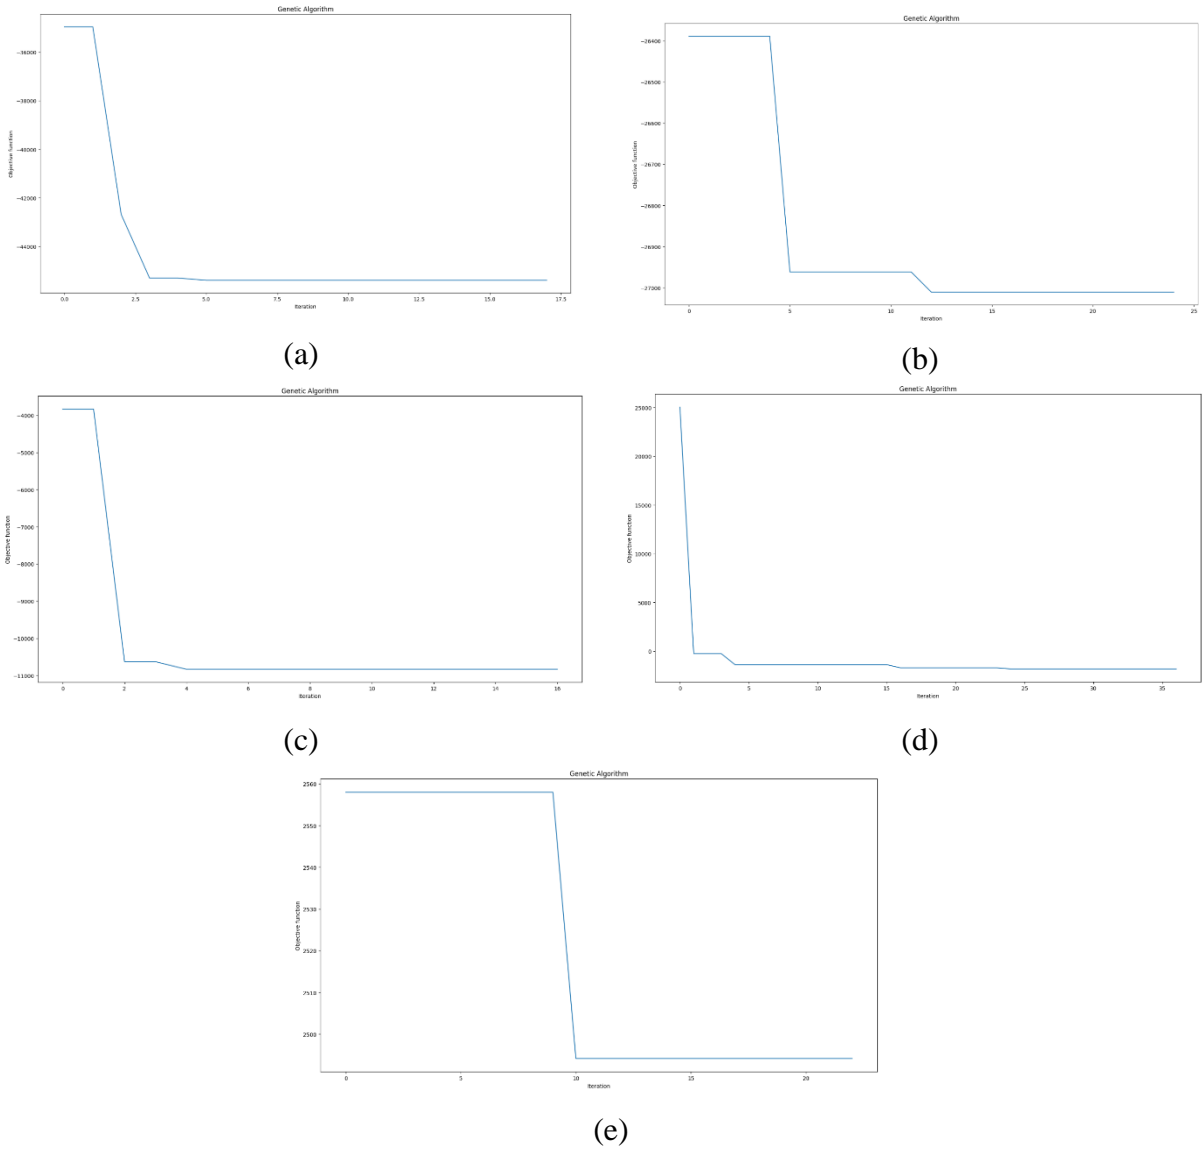 Genetic Algorithm
Objective function
−36000
−38000
−40000
−42000
−44000
0.0 2.5 5.0 7.5 10.0 12.5 15.0 17.5
Iteration
(a)
Genetic Algorithm
Objective function
−26400
−26500
−26600
−26700
−26800
−26900
−27000
0 5 10 15 20 25
Iteration
(b)
Genetic Algorithm
Objective function
−4000
−5000
−6000
−7000
−8000
−9000
−10000
−11000
0 2 4 6 8 10 12 14 16
Iteration
(c)
Genetic Algorithm
Objective function
25000
20000
15000
10000
5000
0
0 5 10 15 20 25 30 35
Iteration
(d)
Genetic Algorithm
Objective function
2560
2550
2540
2530
2520
2510
2500
0 5 10 15 20
Iteration
(e)